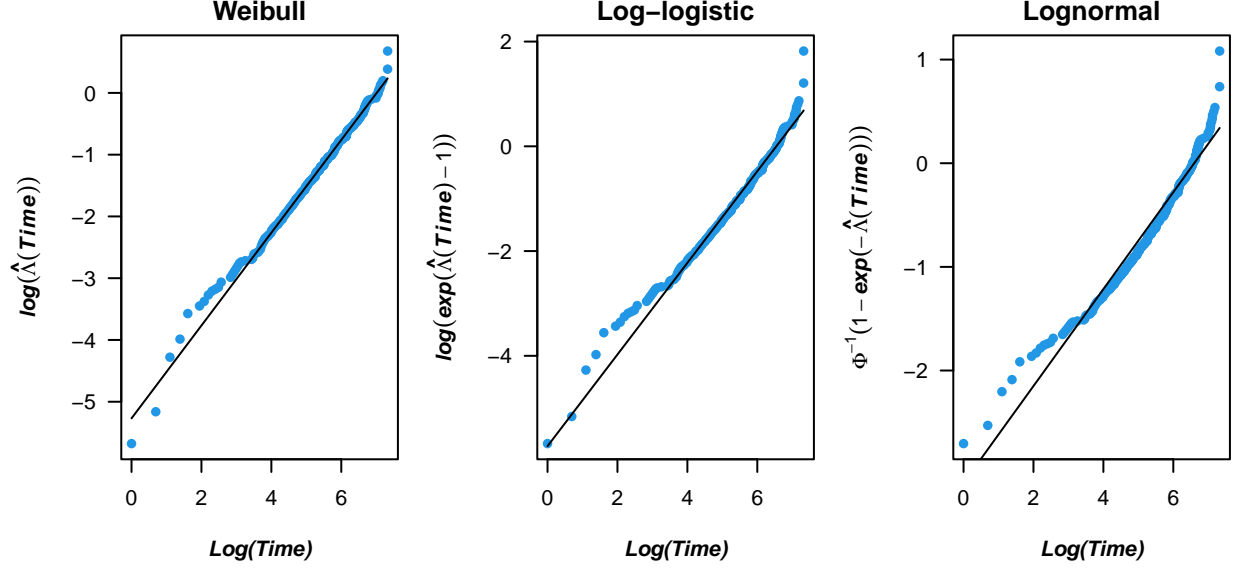 Weibull
log(Λ̂(Time))
0
−1
−2
−3
−4
−5
0 2 4 6
Log(Time)
Log−logistic
log(exp(Λ̂(Time)−1))
2
0
−2
−4
0 2 4 6
Log(Time)
Lognormal
Φ⁻¹(1−exp(−Λ̂(Time)))
1
0
−1
−2
0 2 4 6
Log(Time)